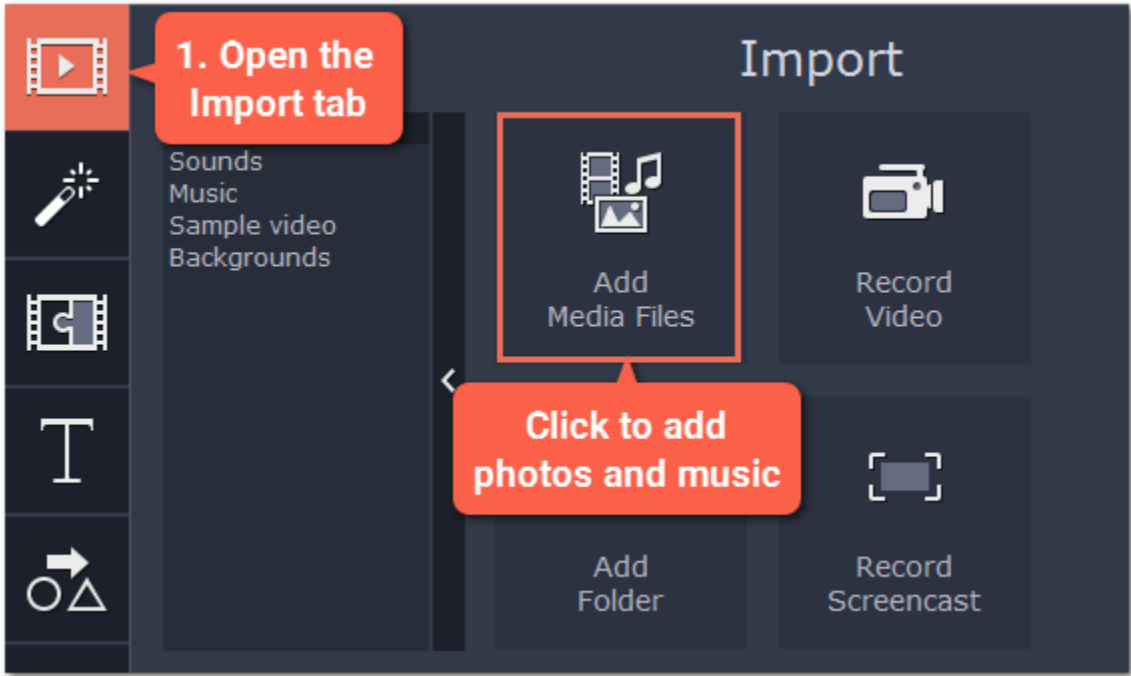 1. Open the
Import tab
Import
Sounds
Music
Sample video
Backgrounds
Add
Media Files
Record
Video
Click to add
photos and music
Add
Folder
Record
Screencast